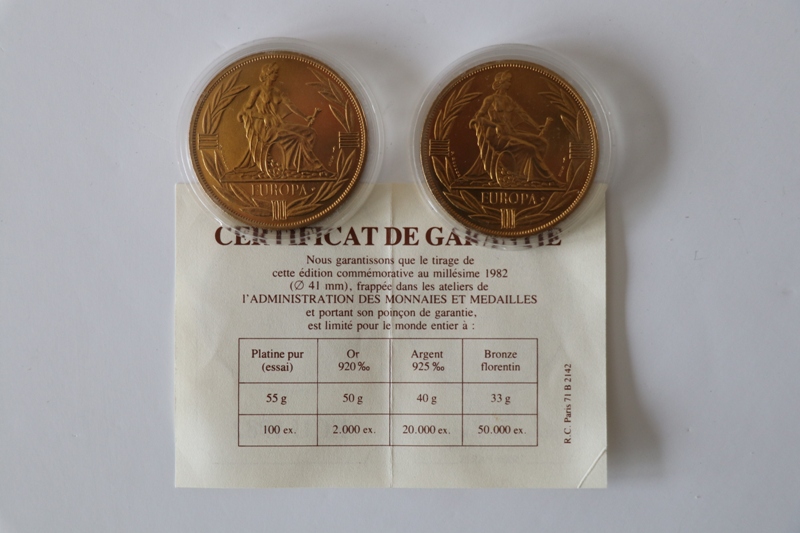 EUROPA
EUROPA
CERTIFICAT DE GARANTIE
Nous garantissons que le tirage de
cette édition commémorative au millésime 1982
(∅ 41 mm), frappée dans les ateliers de
l'ADMINISTRATION DES MONNAIES ET MEDAILLES
et portant son poinçon de garantie,
est limité pour le monde entier à :
Platine pur (essai) Or 920‰ Argent 925‰ Bronze florentin
55 g 50 g 40 g 33 g
100 ex. 2.000 ex. 20.000 ex. 50.000 ex.
R.C. Paris 71 B 2142